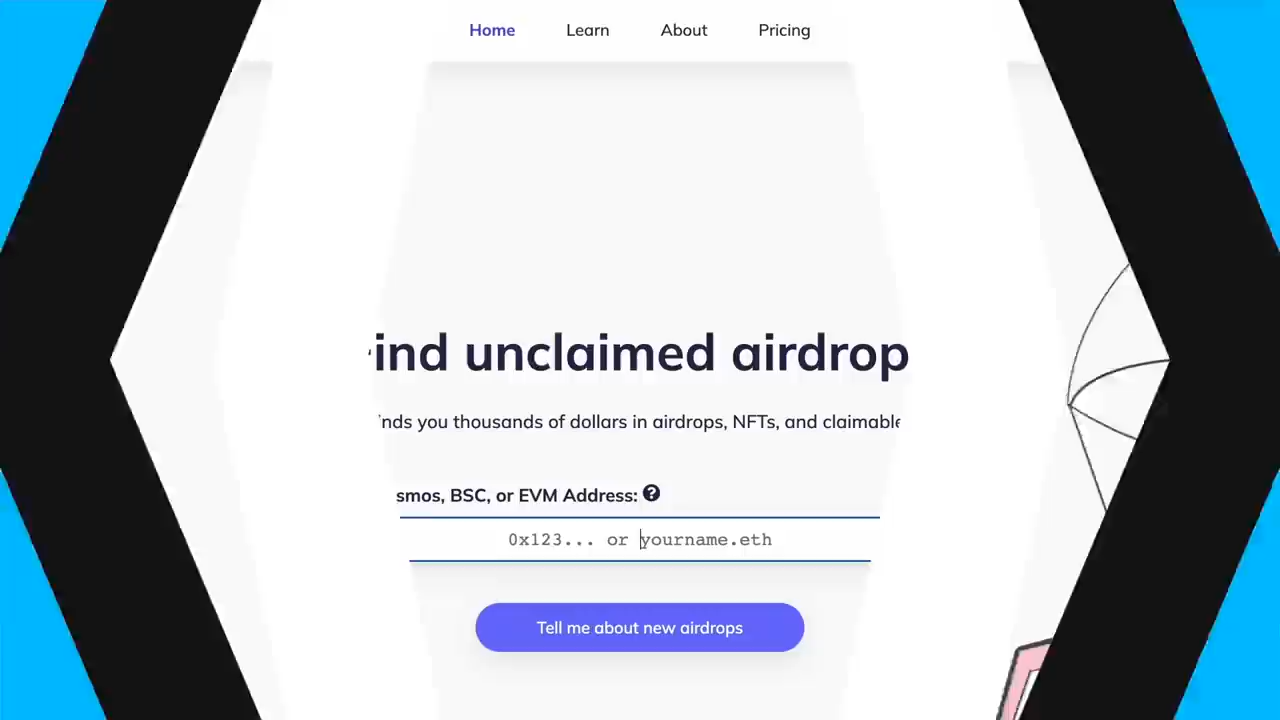 Home Learn About Pricing
ind unclaimed airdrop
nds you thousands of dollars in airdrops, NFTs, and claimable
smos, BSC, or EVM Address: ?
0x123... or yourname.eth
Tell me about new airdrops